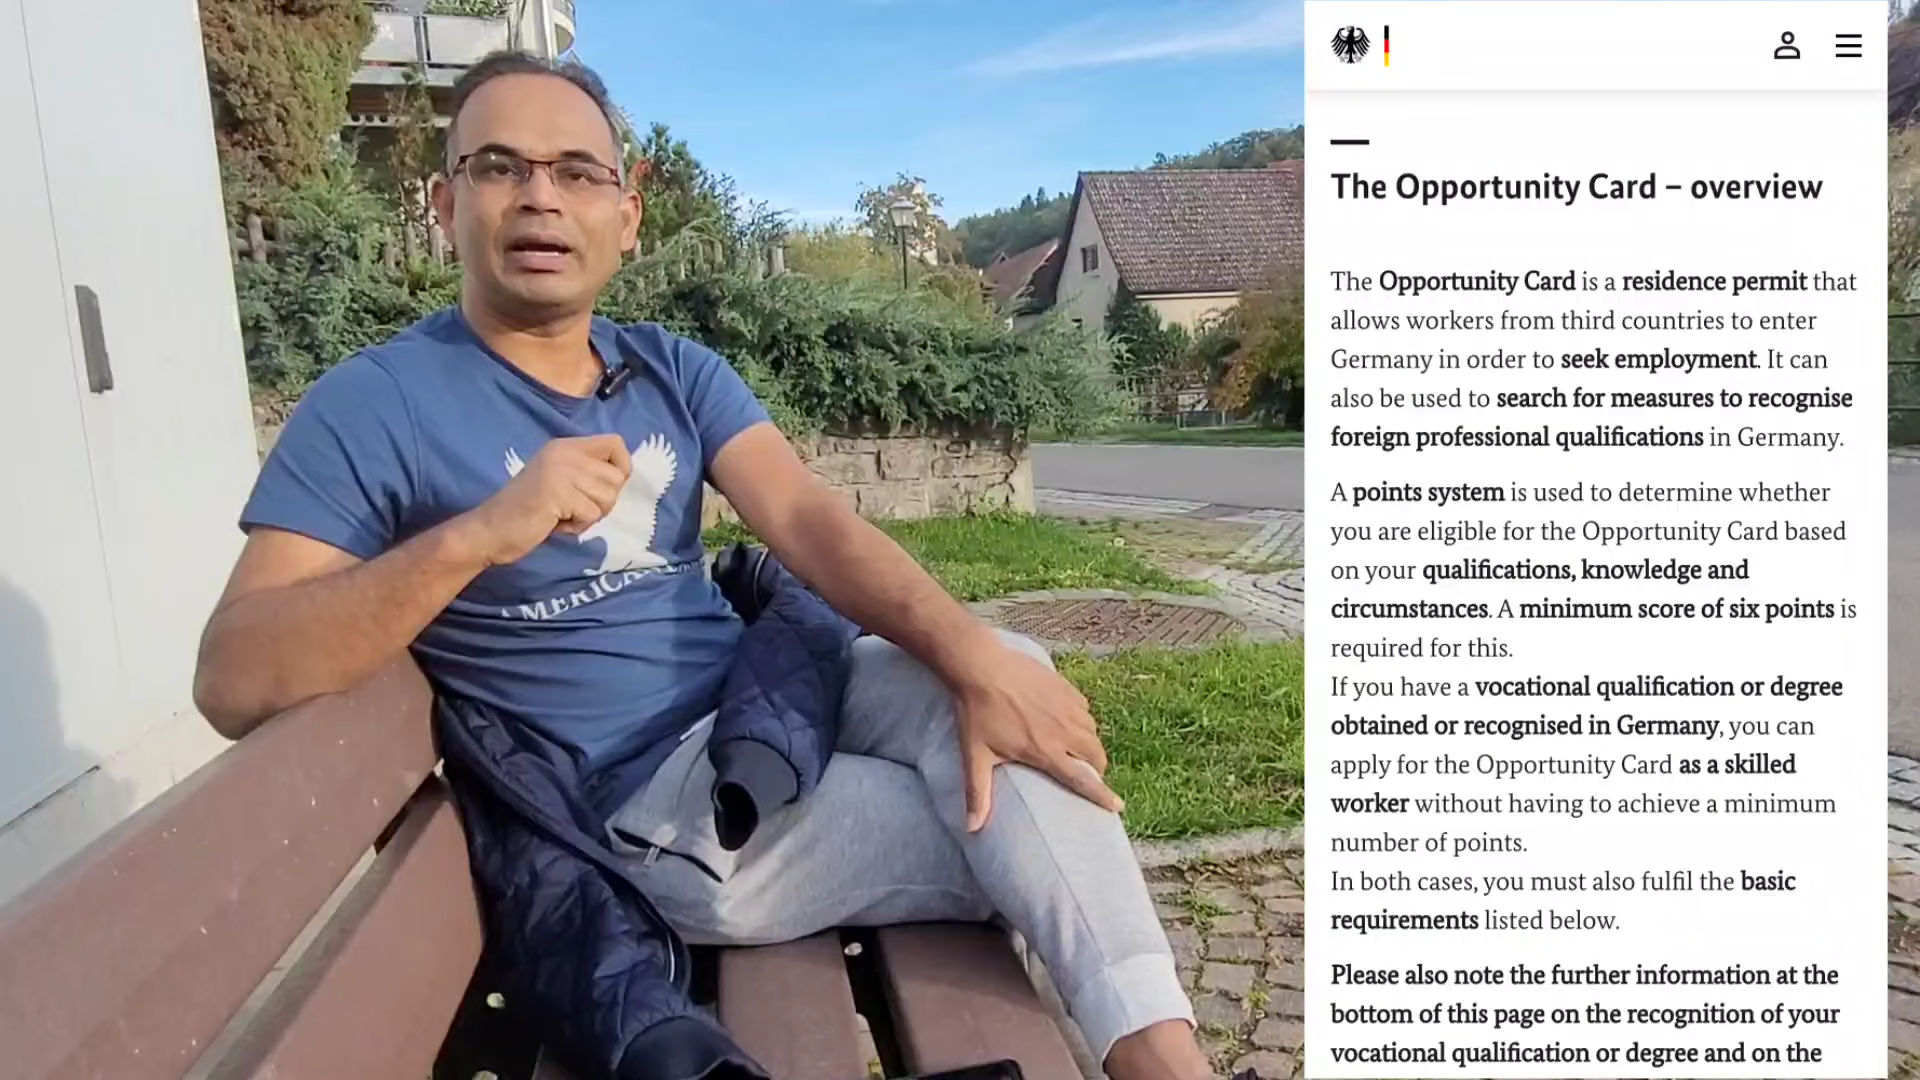 AMERICAN
The Opportunity Card – overview
The Opportunity Card is a residence permit that
allows workers from third countries to enter
Germany in order to seek employment. It can
also be used to search for measures to recognise
foreign professional qualifications in Germany.
A points system is used to determine whether
you are eligible for the Opportunity Card based
on your qualifications, knowledge and
circumstances. A minimum score of six points is
required for this.
If you have a vocational qualification or degree
obtained or recognised in Germany, you can
apply for the Opportunity Card as a skilled
worker without having to achieve a minimum
number of points.
In both cases, you must also fulfil the basic
requirements listed below.
Please also note the further information at the
bottom of this page on the recognition of your
vocational qualification or degree and on the